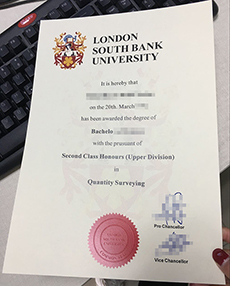 LONDON
SOUTH BANK
UNIVERSITY
It is hereby that
on the 20th. March
has been awarded the degree of
Bachelo
with the prusuant of
Second Class Honours (Upper Division)
in
Quantity Surveying
Pro Chancellor
Vice Chancellor